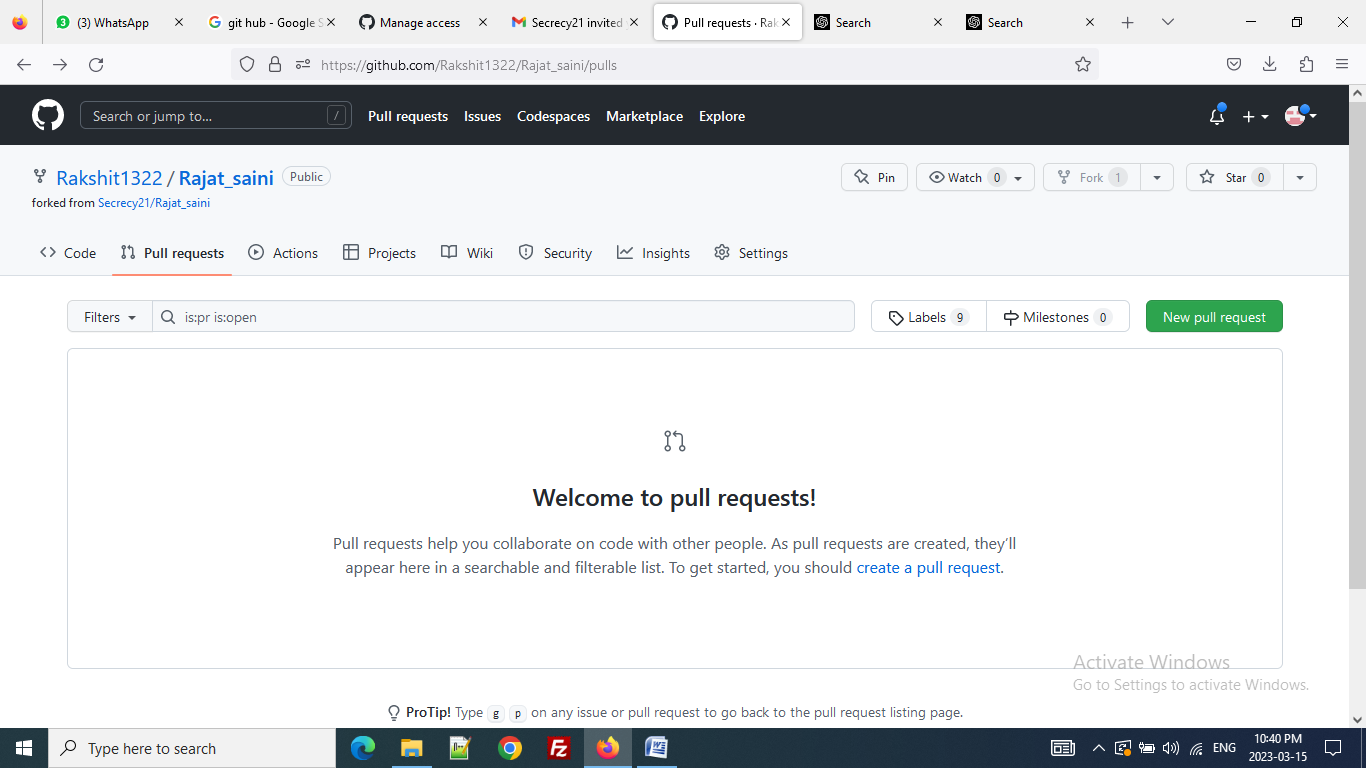 (3) WhatsApp
git hub - Google S
Manage access
Secrecy21 invited
Pull requests · Rak
Search
Search
https://github.com/Rakshit1322/Rajat_saini/pulls
Search or jump to... /
Pull requests Issues Codespaces Marketplace Explore
Rakshit1322 / Rajat_saini Public
Pin
Watch 0
Fork 1
Star 0
forked from Secrecy21/Rajat_saini
Code Pull requests Actions Projects Wiki Security Insights Settings
Filters is:pr is:open Labels 9 Milestones 0 New pull request
Welcome to pull requests!
Pull requests help you collaborate on code with other people. As pull requests are created, they'll
appear here in a searchable and filterable list. To get started, you should create a pull request.
Activate Windows
Go to Settings to activate Windows.
ProTip! Type g p on any issue or pull request to go back to the pull request listing page.
Type here to search
ENG
10:40 PM
2023-03-15